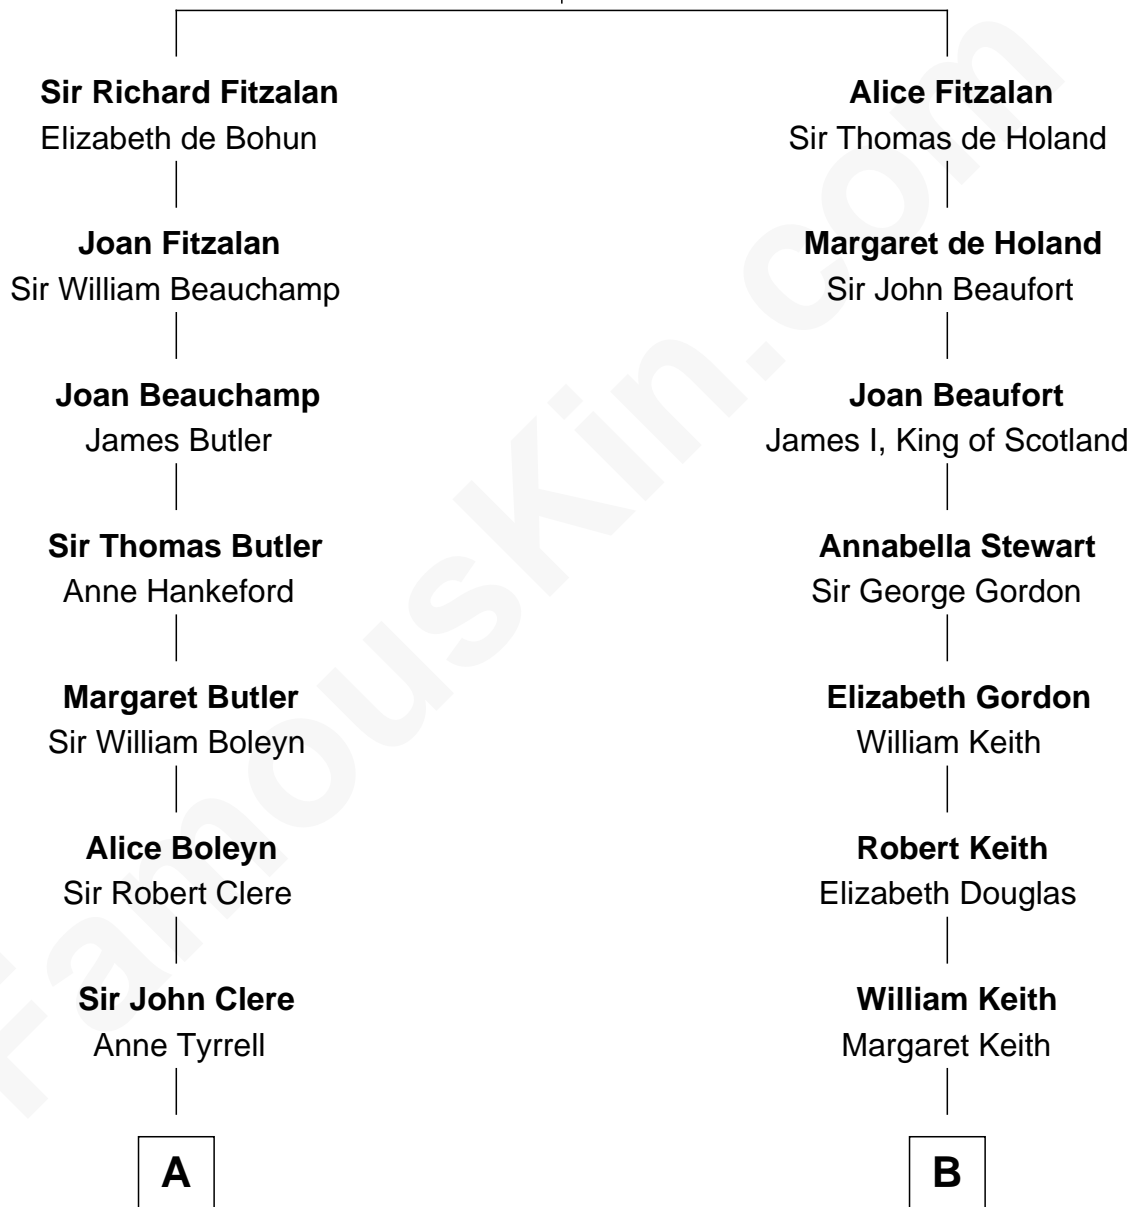 Sir Richard Fitzalan
Elizabeth de Bohun
Joan Fitzalan
Sir William Beauchamp
Joan Beauchamp
James Butler
Sir Thomas Butler
Anne Hankeford
Margaret Butler
Sir William Boleyn
Alice Boleyn
Sir Robert Clere
Sir John Clere
Anne Tyrrell
A
Alice Fitzalan
Sir Thomas de Holand
Margaret de Holand
Sir John Beaufort
Joan Beaufort
James I, King of Scotland
Annabella Stewart
Sir George Gordon
Elizabeth Gordon
William Keith
Robert Keith
Elizabeth Douglas
William Keith
Margaret Keith
B
FamousKin.com